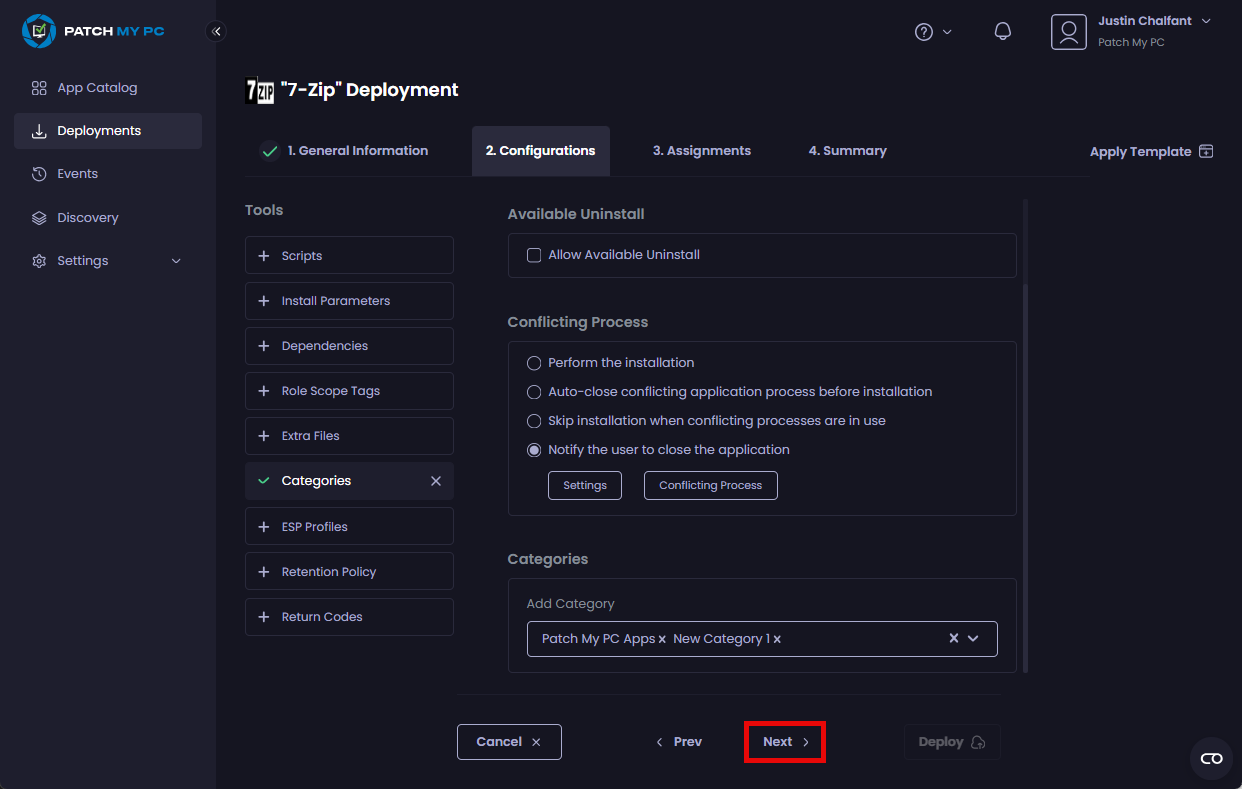 PATCH MY PC
App Catalog
Deployments
Events
Discovery
Settings
Justin Chalfant
Patch My PC
7ZIP "7-Zip" Deployment
1. General Information
2. Configurations
3. Assignments
4. Summary
Apply Template
Tools
Scripts
Install Parameters
Dependencies
Role Scope Tags
Extra Files
Categories
ESP Profiles
Retention Policy
Return Codes
Available Uninstall
Allow Available Uninstall
Conflicting Process
Perform the installation
Auto-close conflicting application process before installation
Skip installation when conflicting processes are in use
Notify the user to close the application
Settings
Conflicting Process
Categories
Add Category
Patch My PC Apps x New Category 1 x
Cancel
Prev
Next
Deploy